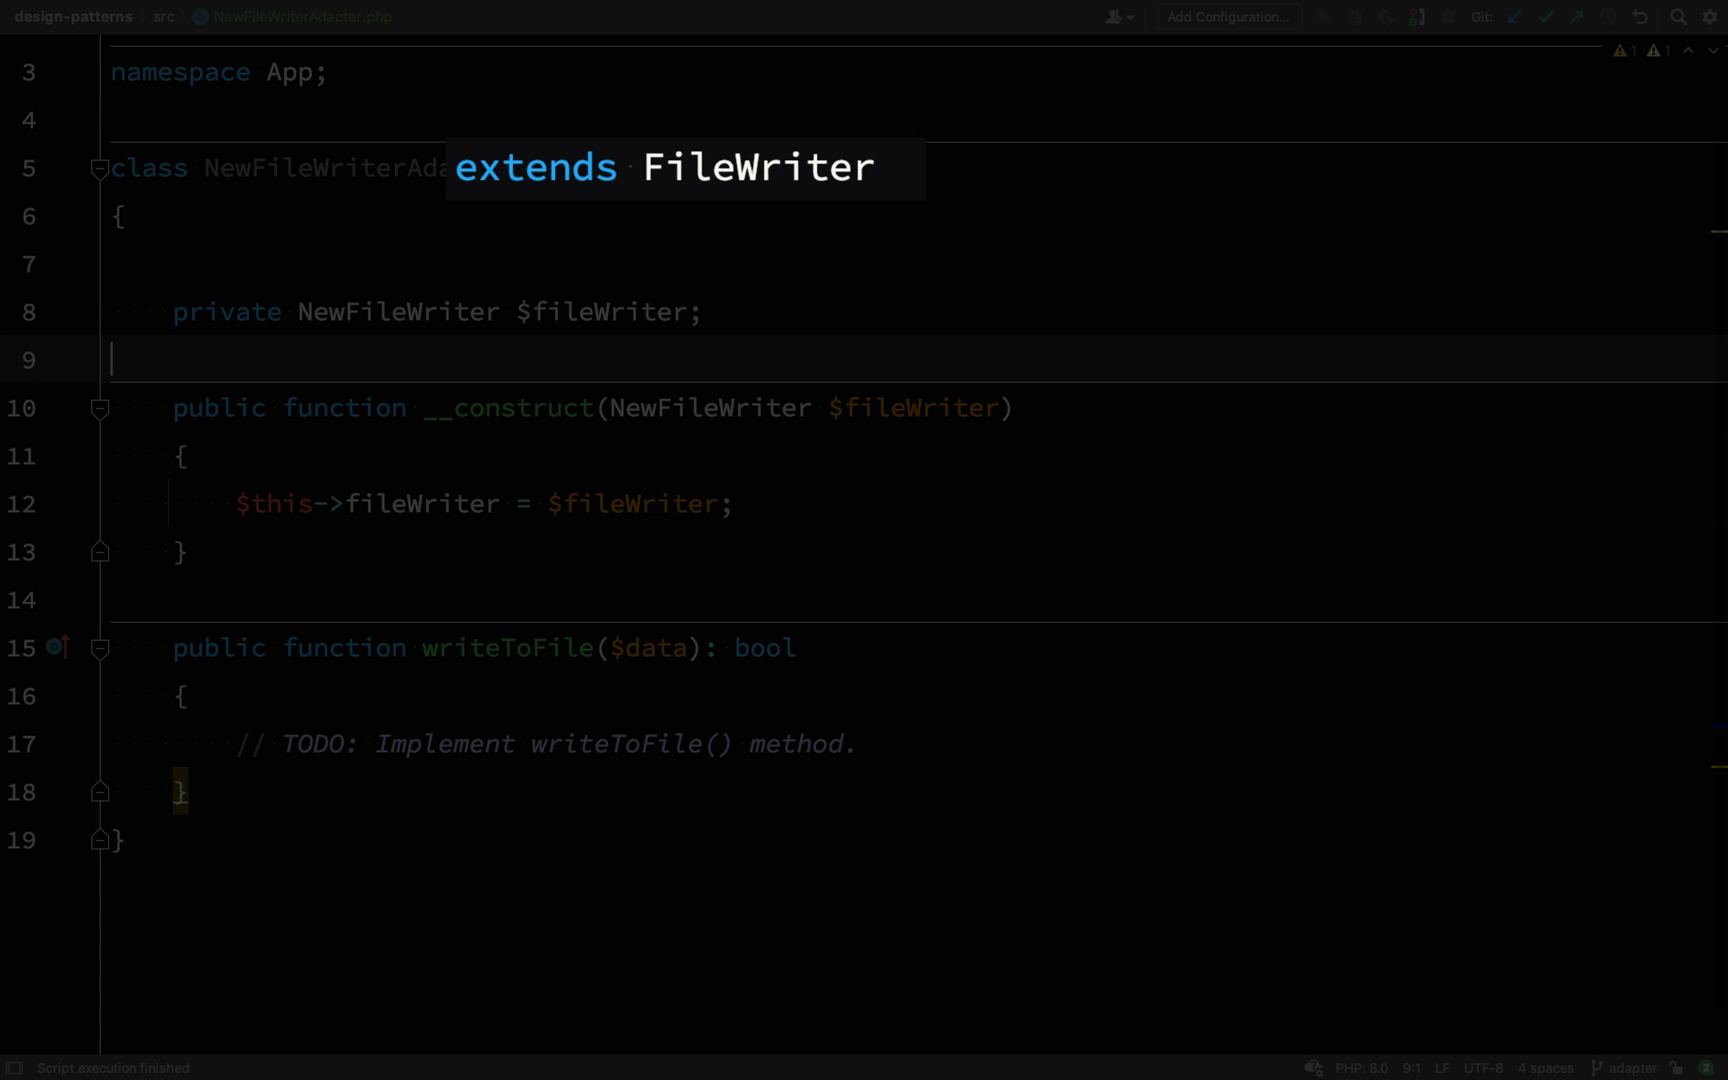 design-patterns src NewFileWriterAdapter.php Add Configuration... Git:
1 1
3 namespace App;
4
5 class NewFileWriterAda extends FileWriter
6 {
7
8 private NewFileWriter $fileWriter;
9
10 public function __construct(NewFileWriter $fileWriter)
11 {
12 $this->fileWriter = $fileWriter;
13 }
14
15 public function writeToFile($data): bool
16 {
17 // TODO: Implement writeToFile() method.
18 }
19 }
Script execution finished PHP: 8.0 9:1 LF UTF-8 4 spaces adapter 2